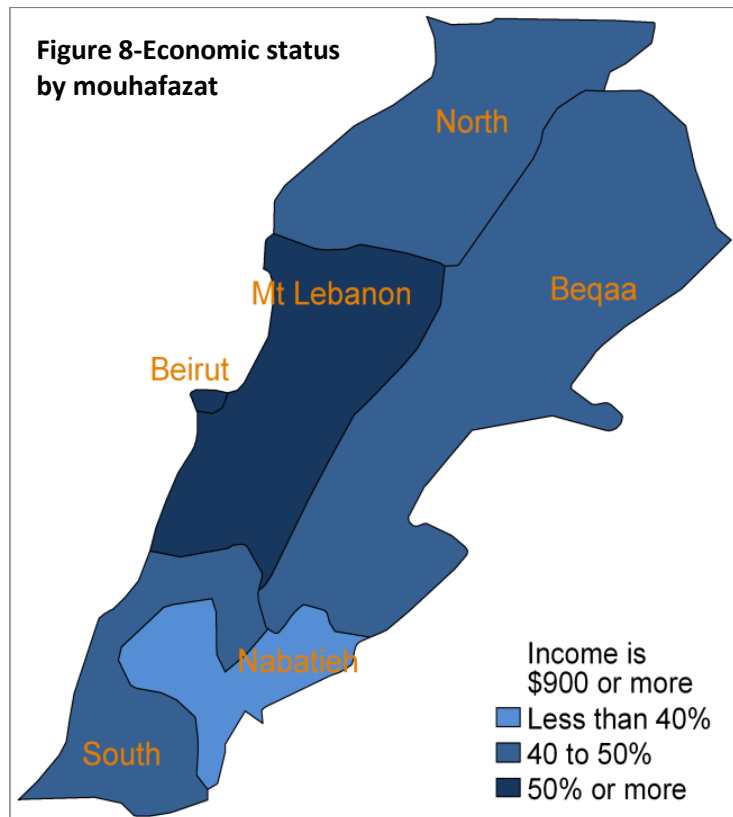 Figure 8-Economic status
by mouhafazat
North
Mt Lebanon
Beqaa
Beirut
Nabatieh
South
Income is
$900 or more
Less than 40%
40 to 50%
50% or more